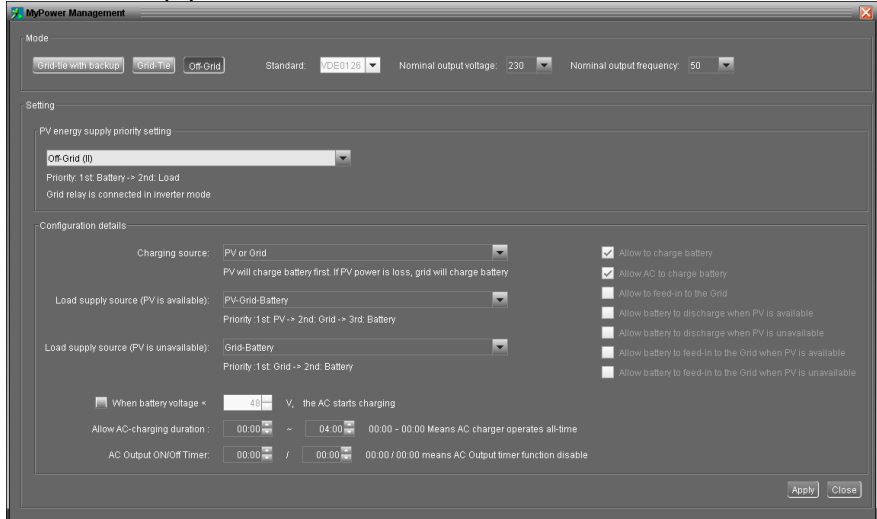 MyPower Management
Mode
Grid-tie with backup Grid-Tie Off-Grid Standard: VDE0126 Nominal output voltage: 230 Nominal output frequency: 50
Setting
PV energy supply priority setting
Off-Grid (II)
Priority: 1st: Battery -> 2nd: Load
Grid relay is connected in inverter mode
Configuration details
Charging source: PV or Grid Allow to charge battery
PV will charge battery first. If PV power is loss, grid will charge battery Allow AC to charge battery
Allow to feed-in to the Grid
Load supply source (PV is available): PV-Grid-Battery
Priority :1st: PV -> 2nd: Grid -> 3rd: Battery Allow battery to discharge when PV is available
Allow battery to discharge when PV is unavailable
Load supply source (PV is unavailable): Grid-Battery Allow battery to feed-in to the Grid when PV is available
Priority :1st: Grid -> 2nd: Battery Allow battery to feed-in to the Grid when PV is unavailable
When battery voltage < 48 V, the AC starts charging
Allow AC-charging duration : 00:00 ~ 04:00 00:00 - 00:00 Means AC charger operates all-time
AC Output ON/Off Timer: 00:00 / 00:00 00:00 / 00:00 means AC Output timer function disable
Apply Close